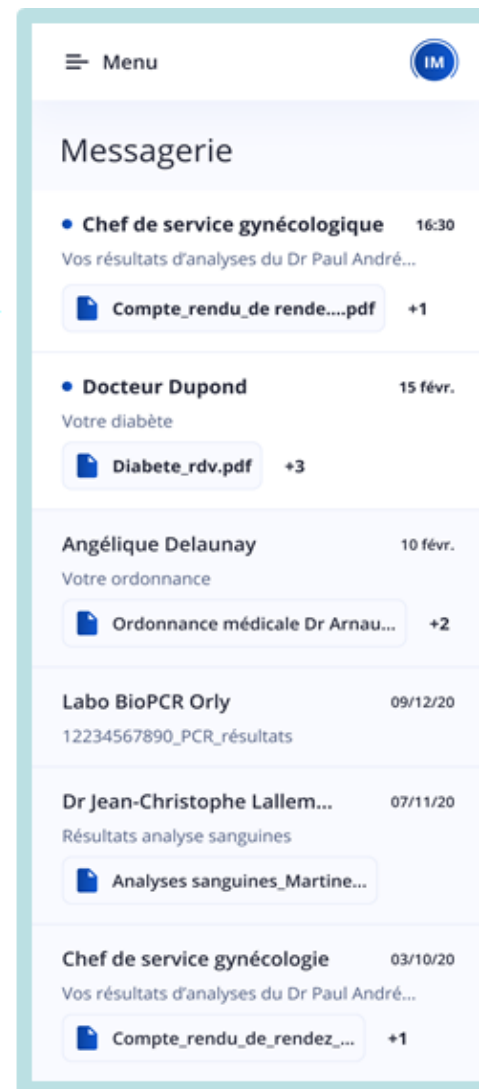 Menu
IM
Messagerie
Chef de service gynécologique 16:30
Vos résultats d'analyses du Dr Paul André...
Compte_rendu_de rende....pdf +1
Docteur Dupond 15 févr.
Votre diabète
Diabete_rdv.pdf +3
Angélique Delaunay 10 févr.
Votre ordonnance
Ordonnance médicale Dr Arnau... +2
Labo BioPCR Orly 09/12/20
12234567890_PCR_résultats
Dr Jean-Christophe Lallem... 07/11/20
Résultats analyse sanguines
Analyses sanguines_Martine...
Chef de service gynécologie 03/10/20
Vos résultats d'analyses du Dr Paul André...
Compte_rendu_de_rendez_... +1